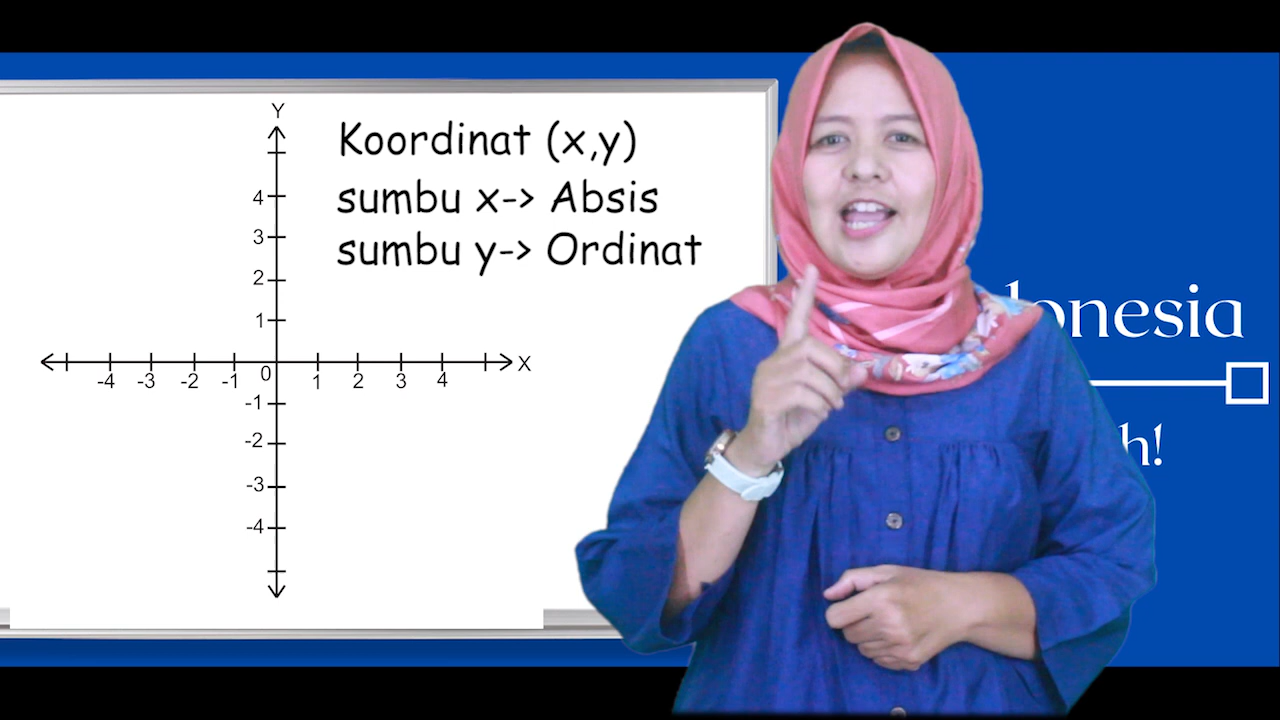 Y
Koordinat (x,y)
sumbu x-> Absis
sumbu y-> Ordinat
4
3
2
1
X
-4 -3 -2 -1 0 1 2 3 4
-1
-2
-3
-4